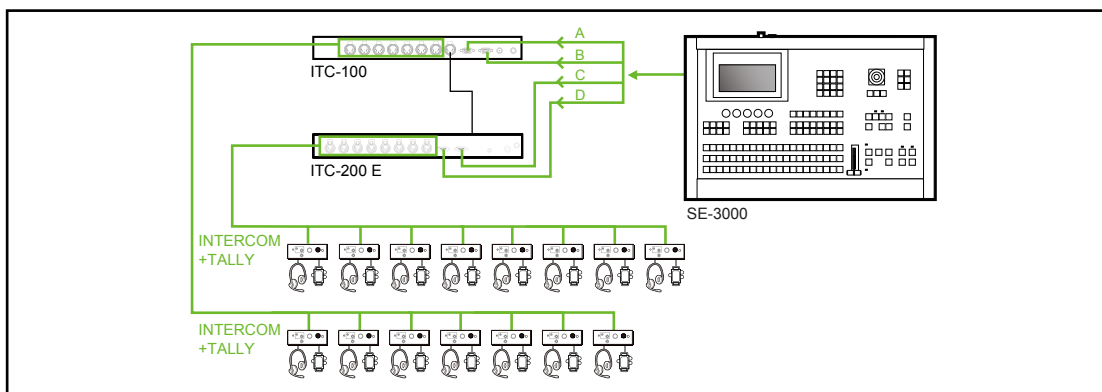 A
B
C
D
ITC-100
ITC-200 E
SE-3000
INTERCOM
+TALLY
INTERCOM
+TALLY